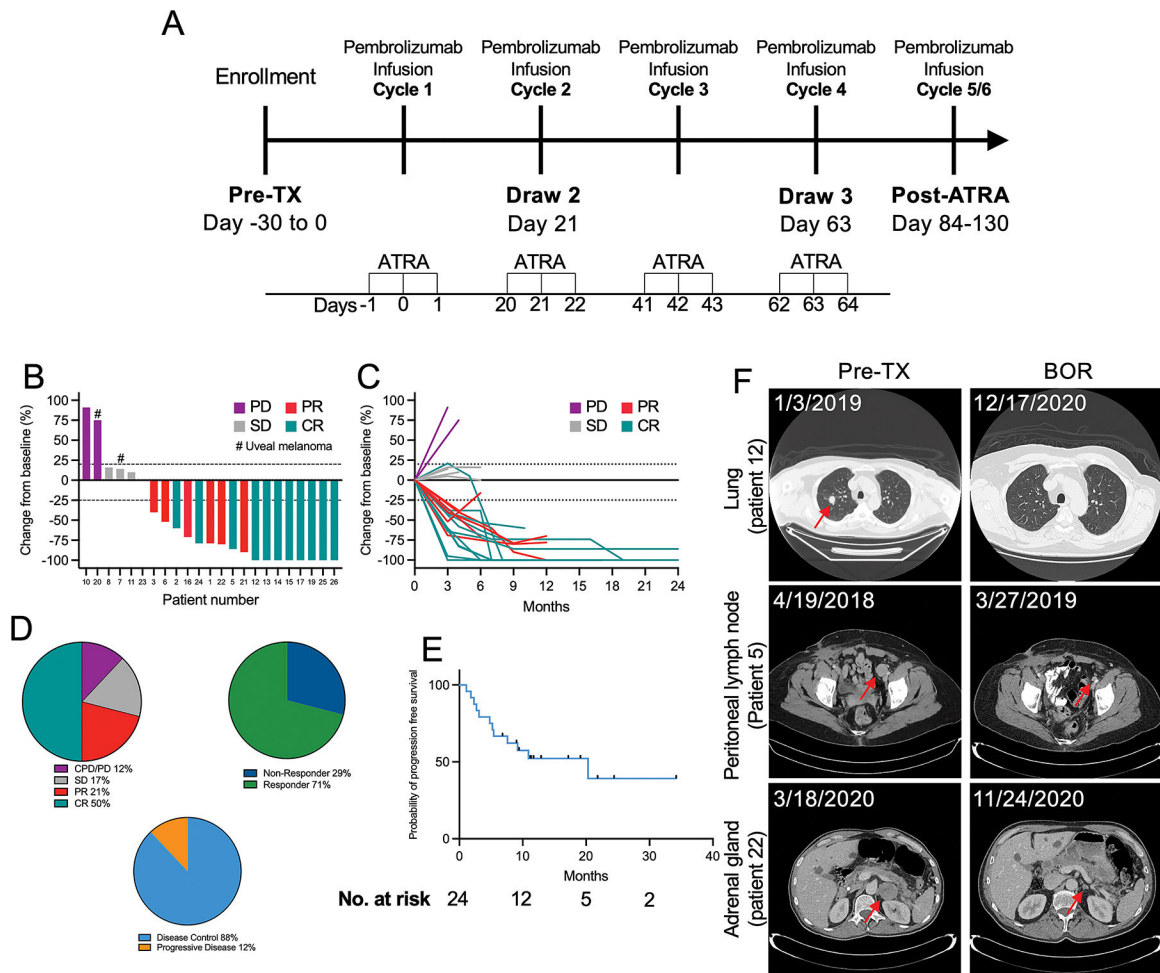 A
Enrollment
Pembrolizumab Infusion Cycle 1
Pembrolizumab Infusion Cycle 2
Pembrolizumab Infusion Cycle 3
Pembrolizumab Infusion Cycle 4
Pembrolizumab Infusion Cycle 5/6
Pre-TX
Day -30 to 0
Draw 2
Day 21
Draw 3
Day 63
Post-ATRA
Day 84-130
ATRA ATRA ATRA ATRA
Days -1 0 1 20 21 22 41 42 43 62 63 64
B
Change from baseline (%)
100
75
50
25
0
-25
-50
-75
-100
#
#
PD PR
SD CR
# Uveal melanoma
10 20 8 7 11 23 3 6 2 16 24 1 22 5 21 12 13 14 15 17 19 25 26
Patient number
C
Change from baseline (%)
100
75
50
25
0
-25
-50
-75
-100
PD PR
SD CR
0 3 6 9 12 15 18 21 24
Months
D
CPD/PD 12%
SD 17%
PR 21%
CR 50%
Non-Responder 29%
Responder 71%
Disease Control 88%
Progressive Disease 12%
E
Probability of progression free survival
100
50
0
0 10 20 30 40
Months
No. at risk 24 12 5 2
F
Pre-TX BOR
Lung
(patient 12)
1/3/2019 12/17/2020
Peritoneal lymph node
(Patient 5)
4/19/2018 3/27/2019
Adrenal gland
(patient 22)
3/18/2020 11/24/2020